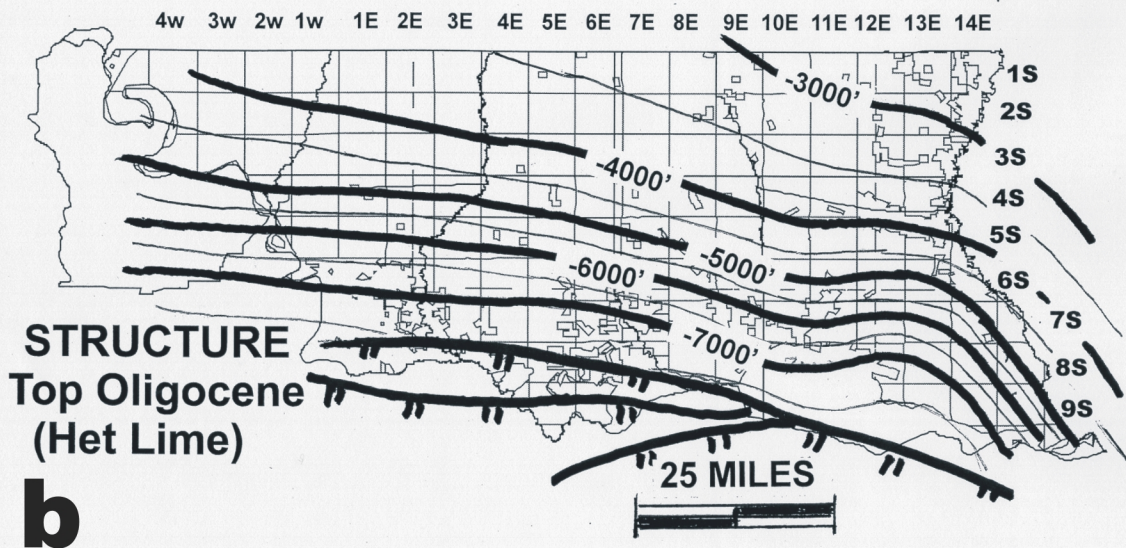 4w 3w 2w 1w 1E 2E 3E 4E 5E 6E 7E 8E 9E 10E 11E 12E 13E 14E
1S
-3000'
2S
3S
-4000'
4S
5S
-5000'
-6000'
6S
7S
-7000'
8S
9S
STRUCTURE
Top Oligocene
(Het Lime)
25 MILES
b